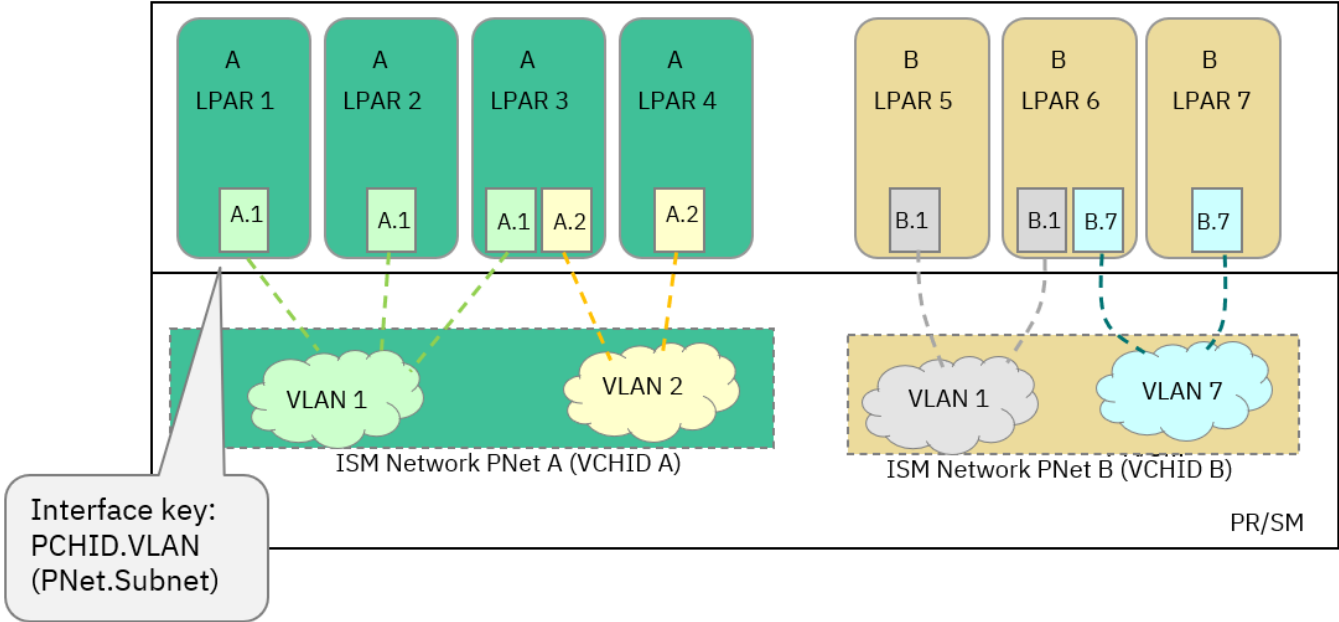 A
LPAR 1
A
LPAR 2
A
LPAR 3
A
LPAR 4
B
LPAR 5
B
LPAR 6
B
LPAR 7
A.1
A.1
A.1
A.2
A.2
B.1
B.1
B.7
B.7
VLAN 1
VLAN 2
VLAN 1
VLAN 7
ISM Network PNet A (VCHID A)
ISM Network PNet B (VCHID B)
Interface key:
PCHID.VLAN
(PNet.Subnet)
PR/SM